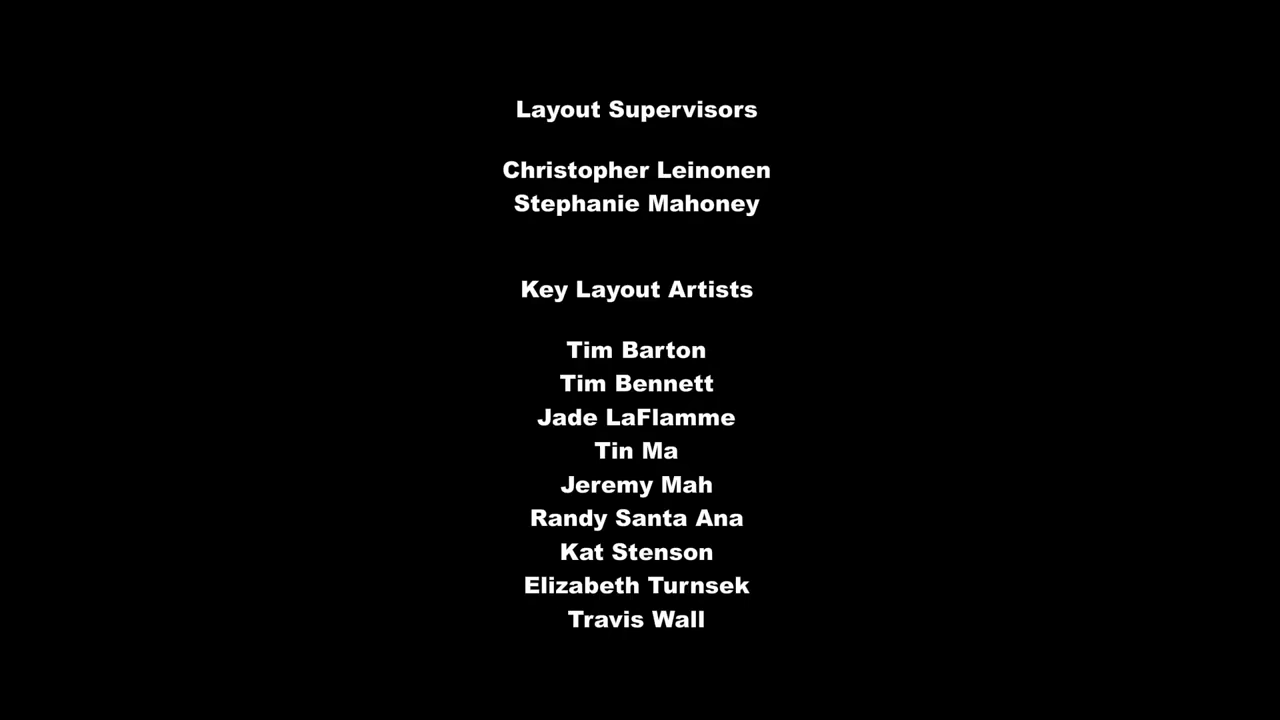 Layout Supervisors
Christopher Leinonen
Stephanie Mahoney
Key Layout Artists
Tim Barton
Tim Bennett
Jade LaFlamme
Tin Ma
Jeremy Mah
Randy Santa Ana
Kat Stenson
Elizabeth Turnsek
Travis Wall